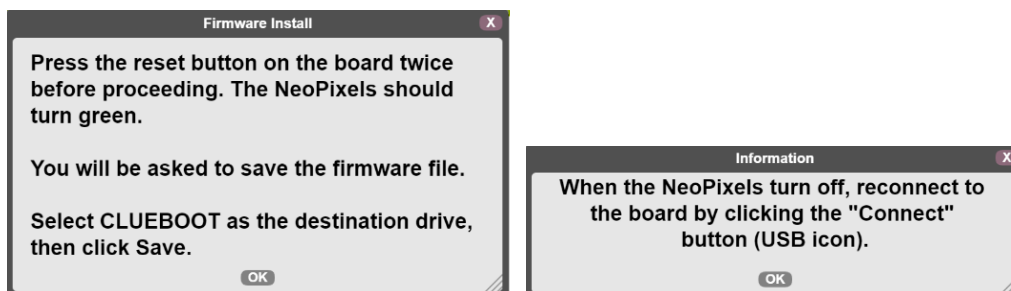 Firmware Install
X
Press the reset button on the board twice
before proceeding. The NeoPixels should
turn green.
You will be asked to save the firmware file.
Select CLUEBOOT as the destination drive,
then click Save.
OK
Information
X
When the NeoPixels turn off, reconnect to
the board by clicking the "Connect"
button (USB icon).
OK